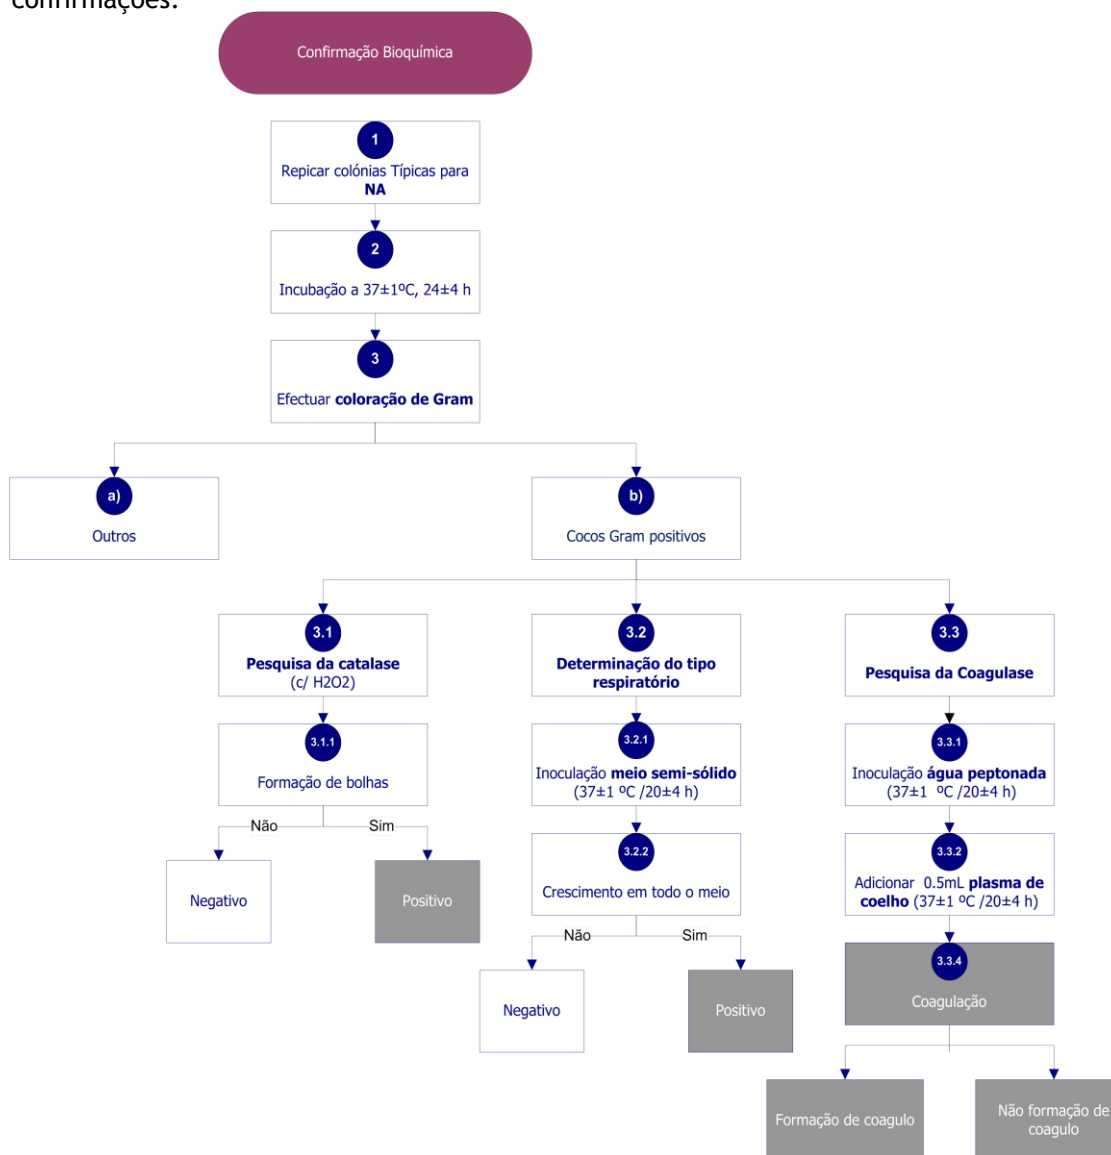 confirmações:
Confirmação Bioquímica
1
Repicar colónias Típicas para
NA
2
Incubação a 37±1ºC, 24±4 h
3
Efectuar coloração de Gram
a)
Outros
b)
Cocos Gram positivos
3.1
Pesquisa da catalase
(c/ H2O2)
3.2
Determinação do tipo
respiratório
3.3
Pesquisa da Coagulase
3.1.1
Formação de bolhas
3.2.1
Inoculação meio semi-sólido
(37±1 ºC /20±4 h)
3.3.1
Inoculação água peptonada
(37±1 ºC /20±4 h)
Não
Sim
Negativo
Positivo
3.2.2
Crescimento em todo o meio
3.3.2
Adicionar 0.5mL plasma de
coelho (37±1 ºC /20±4 h)
Não
Sim
Negativo
Positivo
3.3.4
Coagulação
Formação de coagulo
Não formação de
coagulo